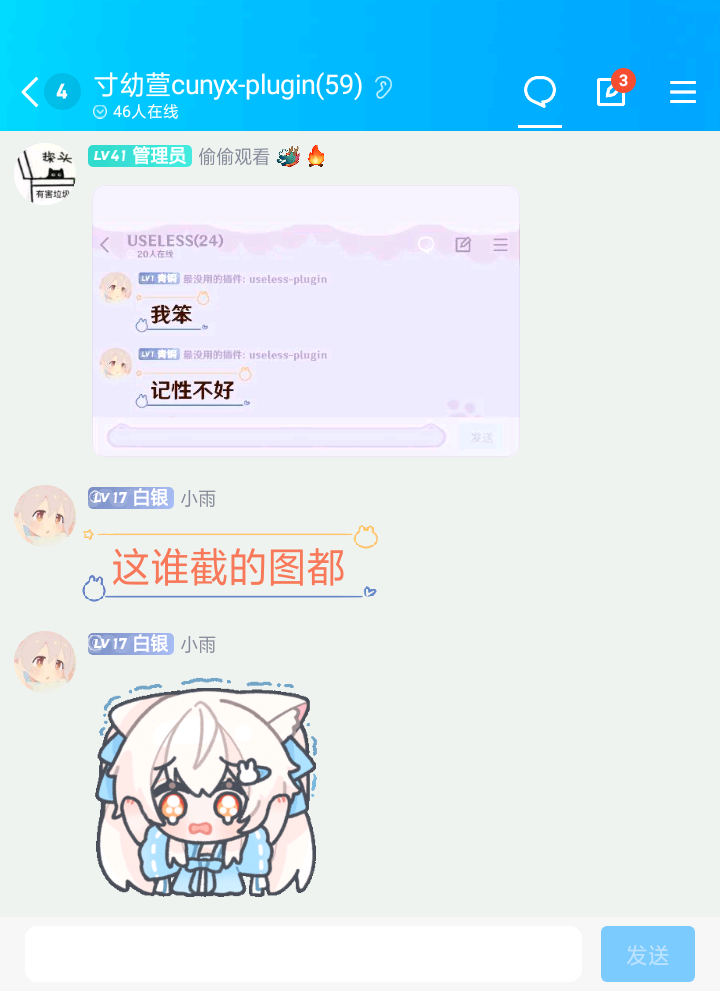 4
寸幼萱cunyx-plugin(59)
46人在线
3
探头
有害垃圾
LV41 管理员 偷偷观看
USELESS(24)
20人在线
LV1 青铜 最没用的插件: useless-plugin
我笨
LV1 青铜 最没用的插件: useless-plugin
记性不好
发送
LV17 白银 小雨
这谁截的图都
LV17 白银 小雨
发送